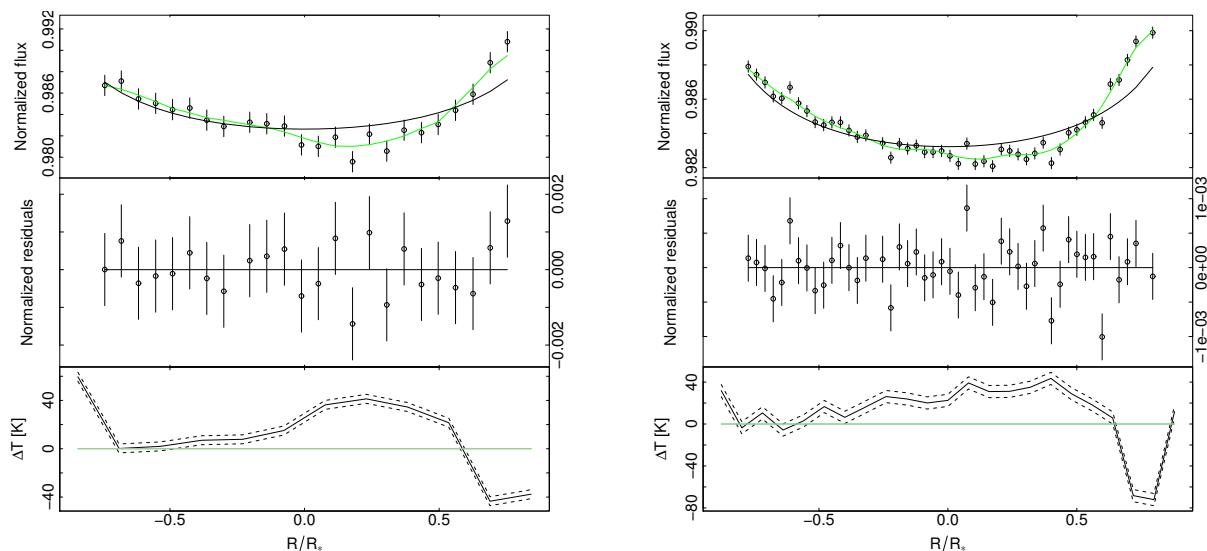 0.980 0.986 0.992
Normalized flux
Normalized residuals
−0.002 0.000 0.002
−40 0 40
ΔT [K]
−0.5 0.0 0.5
R/R*
0.982 0.986 0.990
Normalized flux
Normalized residuals
−1e−03 0e+00 1e−03
−80 −40 0 40
ΔT [K]
−0.5 0.0 0.5
R/R*